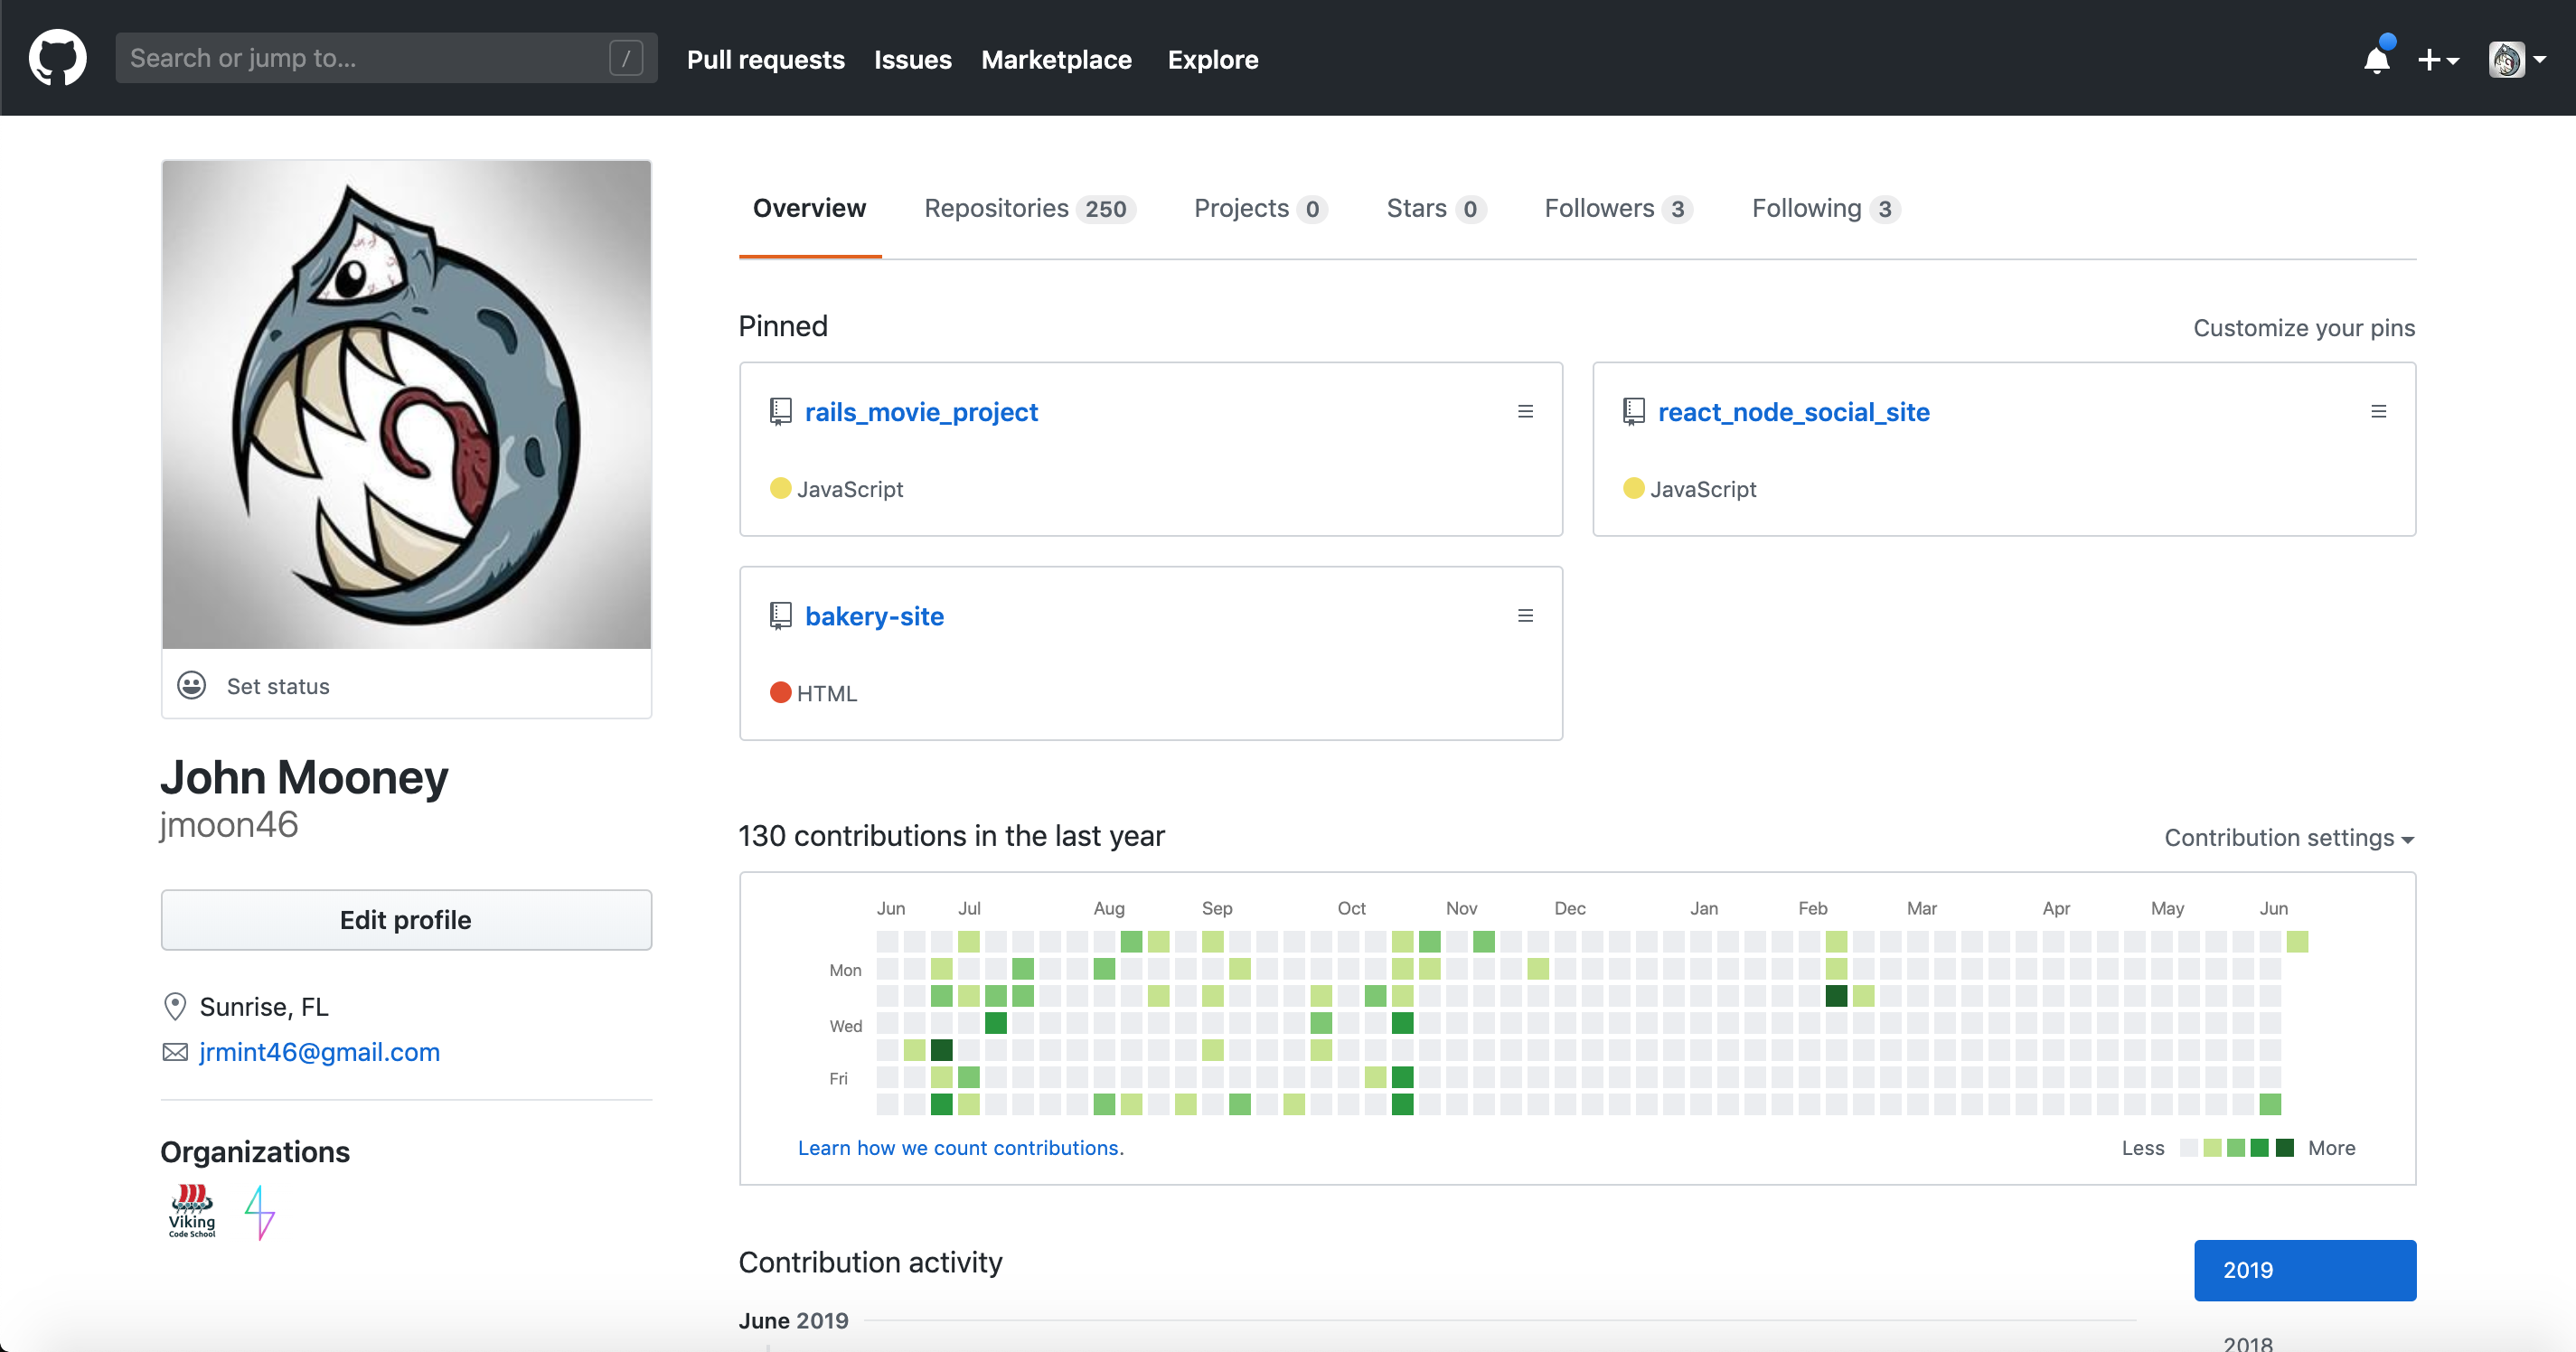 Search or jump to... /
Pull requests Issues Marketplace Explore
Overview Repositories 250 Projects 0 Stars 0 Followers 3 Following 3
Set status
John Mooney
jmoon46
Edit profile
Sunrise, FL
jrmint46@gmail.com
Organizations
Viking
Code School
Pinned Customize your pins
rails_movie_project
JavaScript
react_node_social_site
JavaScript
bakery-site
HTML
130 contributions in the last year Contribution settings
Jun Jul Aug Sep Oct Nov Dec Jan Feb Mar Apr May Jun
Mon
Wed
Fri
Learn how we count contributions. Less More
Contribution activity
2019
June 2019
2018